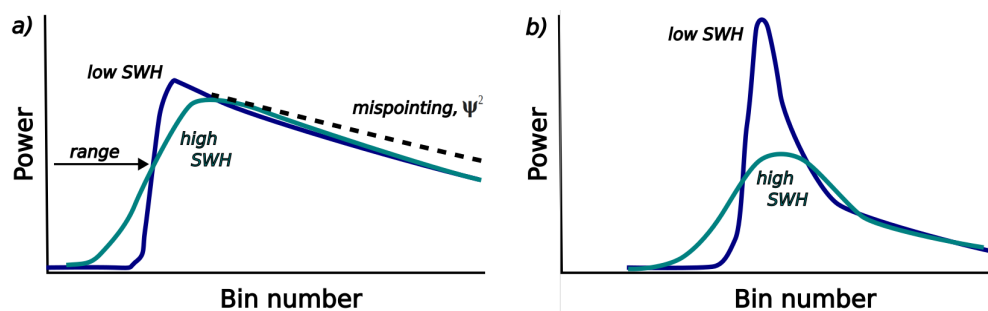 a)
low SWH
mispointing, Ψ²
range
high
SWH
Power
Bin number
b)
low SWH
high
SWH
Power
Bin number